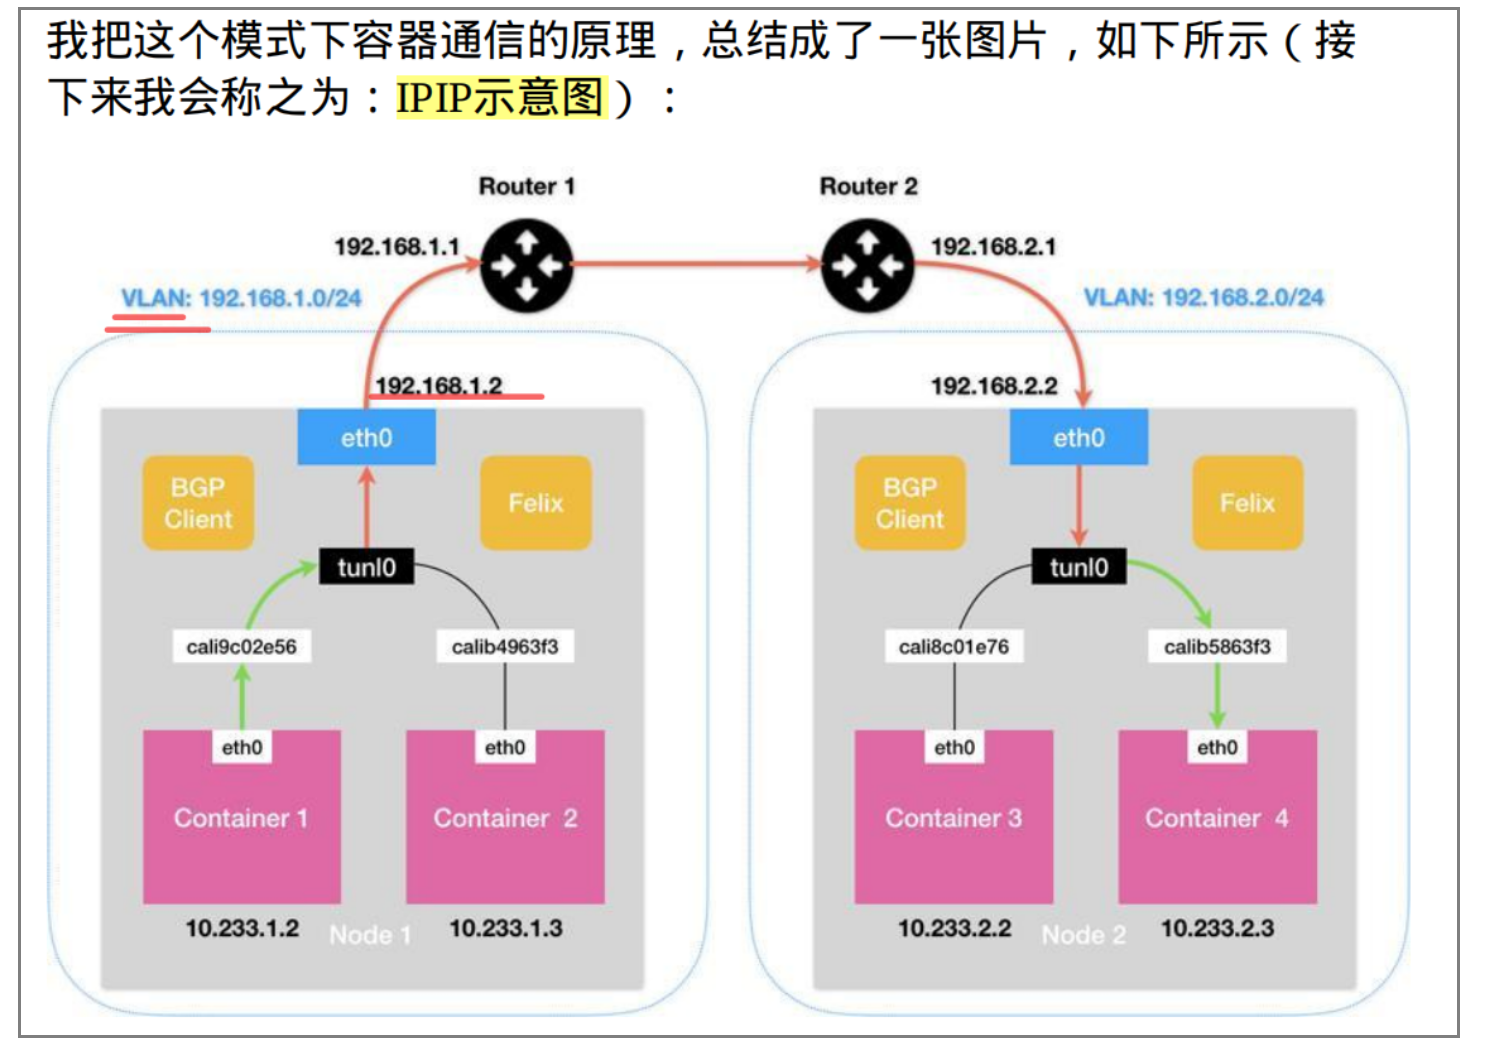 我把这个模式下容器通信的原理，总结成了一张图片，如下所示（接
下来我会称之为：IPIP示意图）：
Router 1
Router 2
192.168.1.1
192.168.2.1
VLAN: 192.168.1.0/24
VLAN: 192.168.2.0/24
192.168.1.2
192.168.2.2
eth0
eth0
BGP
Client
Felix
BGP
Client
Felix
tunl0
tunl0
cali9c02e56
calib4963f3
cali8c01e76
calib5863f3
eth0
eth0
eth0
eth0
Container 1
Container 2
Container 3
Container 4
10.233.1.2
Node 1
10.233.1.3
10.233.2.2
Node 2
10.233.2.3